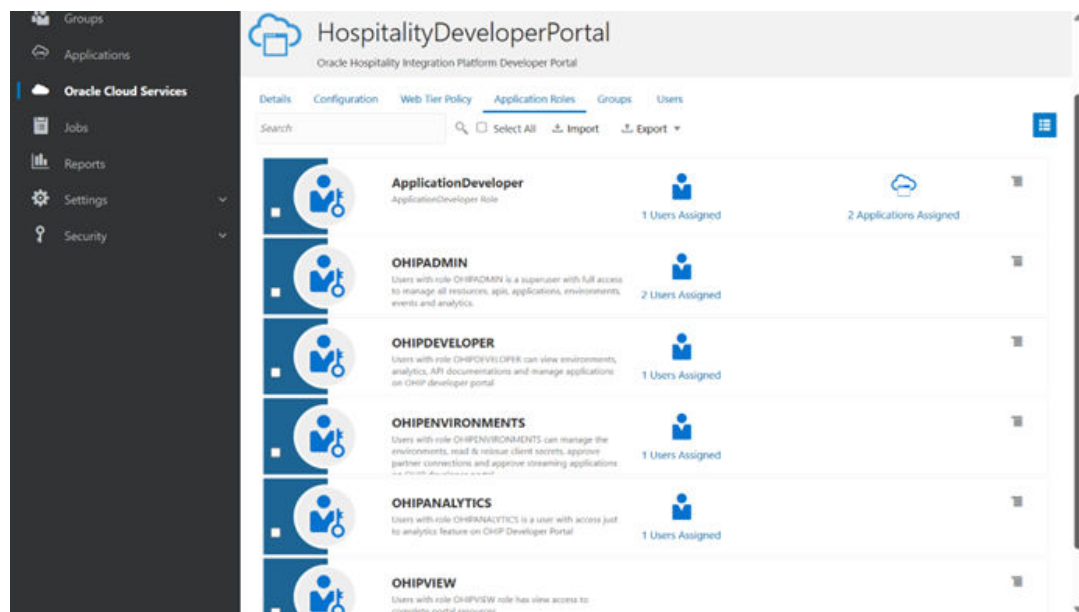 Groups
Applications
Oracle Cloud Services
Jobs
Reports
Settings
Security
HospitalityDeveloperPortal
Oracle Hospitality Integration Platform Developer Portal
Details Configuration Web Tier Policy Application Roles Groups Users
Search Select All Import Export
ApplicationDeveloper
ApplicationDeveloper Role
1 Users Assigned
2 Applications Assigned
OHIPADMIN
Users with role OHIPADMIN is a superuser with full access
to manage all resources, apis, applications, environments,
events and analytics.
2 Users Assigned
OHIPDEVELOPER
Users with role OHIPDEVELOPER can view environments,
analytics, API documentations and manage applications
on OHIP developer portal
1 Users Assigned
OHIPENVIRONMENTS
Users with role OHIPENVIRONMENTS can manage the
environments, read & reissue client secrets, approve
partner connections and approve streaming applications
on OHIP developer portal
1 Users Assigned
OHIPANALYTICS
Users with role OHIPANALYTICS is a user with access just
to analytics feature on OHIP Developer Portal
1 Users Assigned
OHIPVIEW
Users with role OHIPVIEW role has view access to
complete portal resources